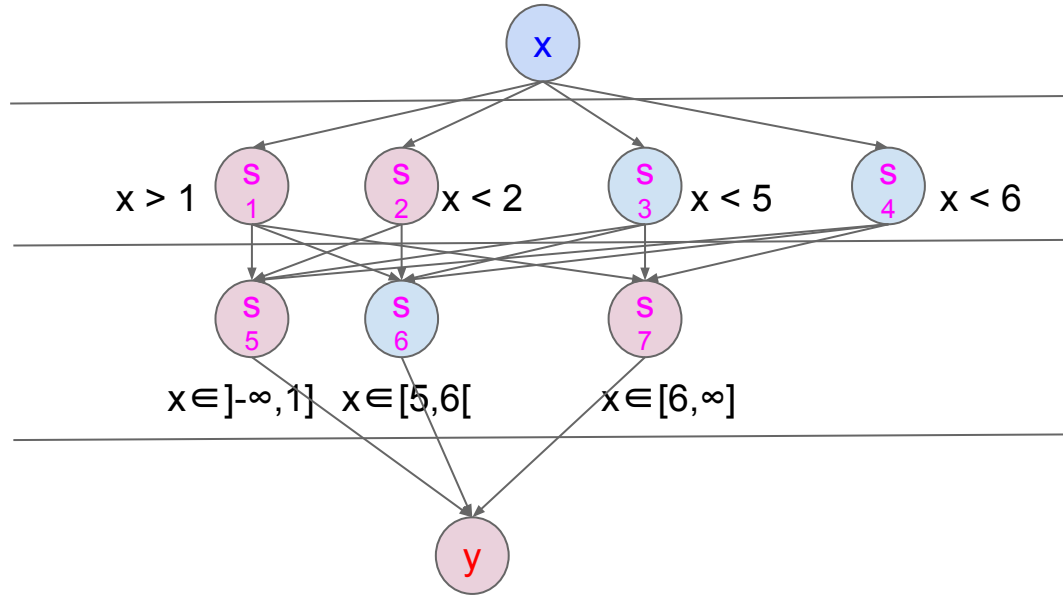 x
s
1
x > 1
s
2
x < 2
s
3
x < 5
s
4
x < 6
s
5
s
6
s
7
x∈]-∞,1]
x∈[5,6[
x∈[6,∞]
y